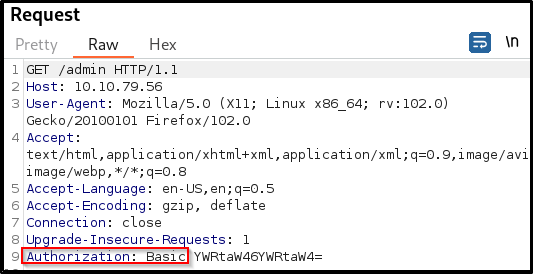 Request
Pretty Raw Hex \n
1 GET /admin HTTP/1.1
2 Host: 10.10.79.56
3 User-Agent: Mozilla/5.0 (X11; Linux x86_64; rv:102.0)
Gecko/20100101 Firefox/102.0
4 Accept:
text/html,application/xhtml+xml,application/xml;q=0.9,image/avi
image/webp,*/*;q=0.8
5 Accept-Language: en-US,en;q=0.5
6 Accept-Encoding: gzip, deflate
7 Connection: close
8 Upgrade-Insecure-Requests: 1
9 Authorization: Basic YWRtaW46YWRtaW4=